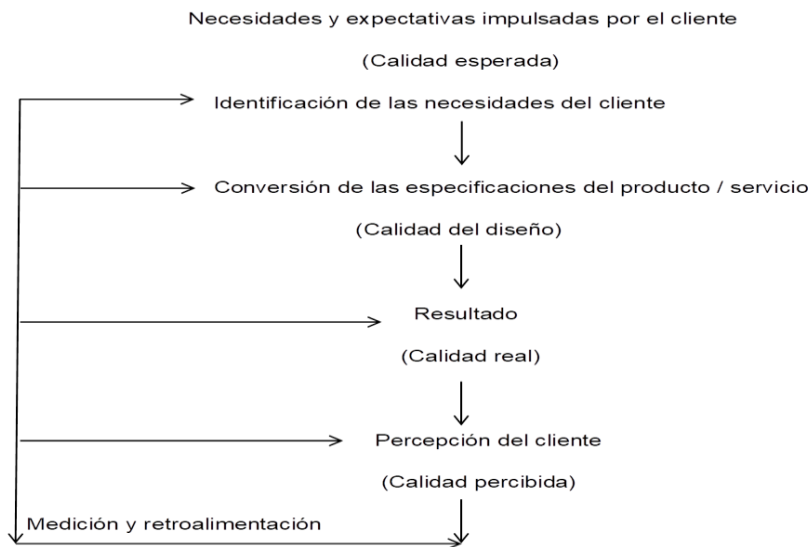 Necesidades y expectativas impulsadas por el cliente
(Calidad esperada)
Identificación de las necesidades del cliente
Conversión de las especificaciones del producto / servicio
(Calidad del diseño)
Resultado
(Calidad real)
Percepción del cliente
(Calidad percibida)
Medición y retroalimentación